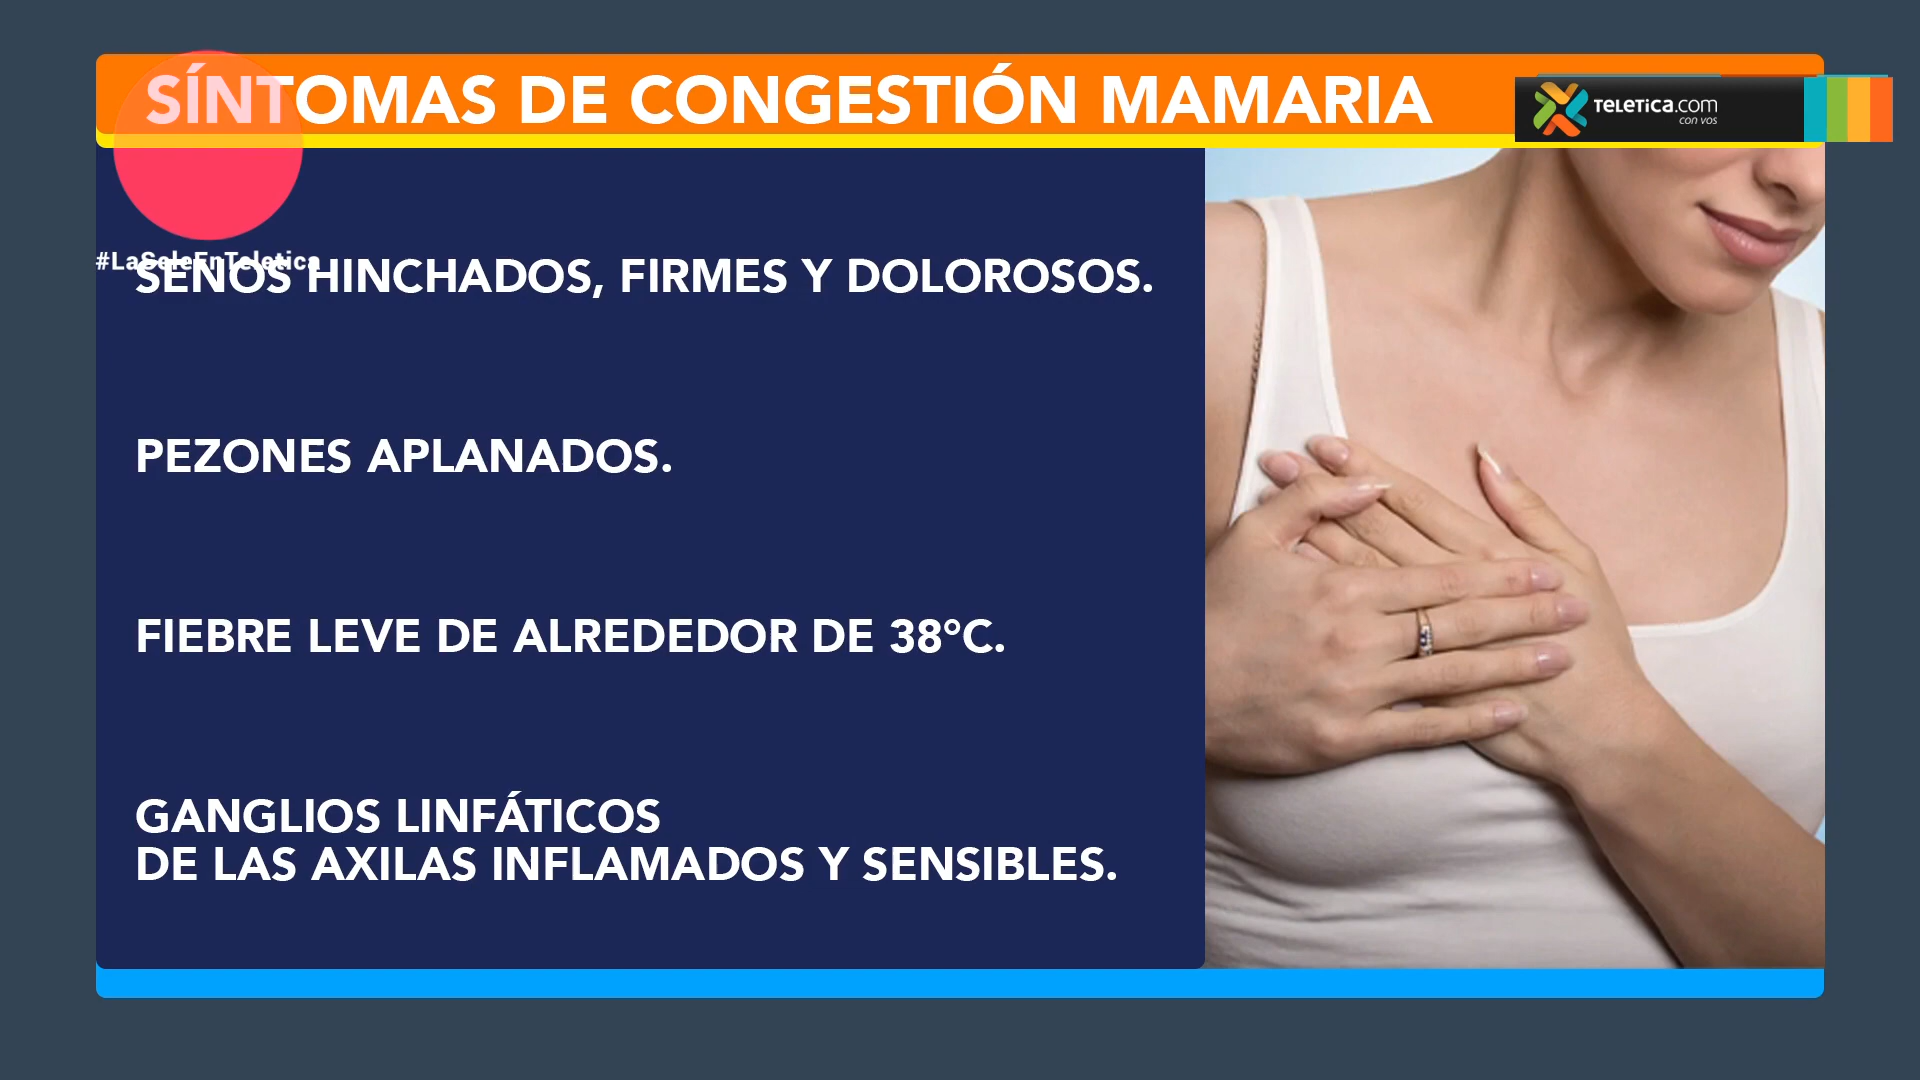 SÍNTOMAS DE CONGESTIÓN MAMARIA
TELETICA.COM
con vos
#LaSeleEnTeletica
SENOS HINCHADOS, FIRMES Y DOLOROSOS.
PEZONES APLANADOS.
FIEBRE LEVE DE ALREDEDOR DE 38°C.
GANGLIOS LINFÁTICOS
DE LAS AXILAS INFLAMADOS Y SENSIBLES.